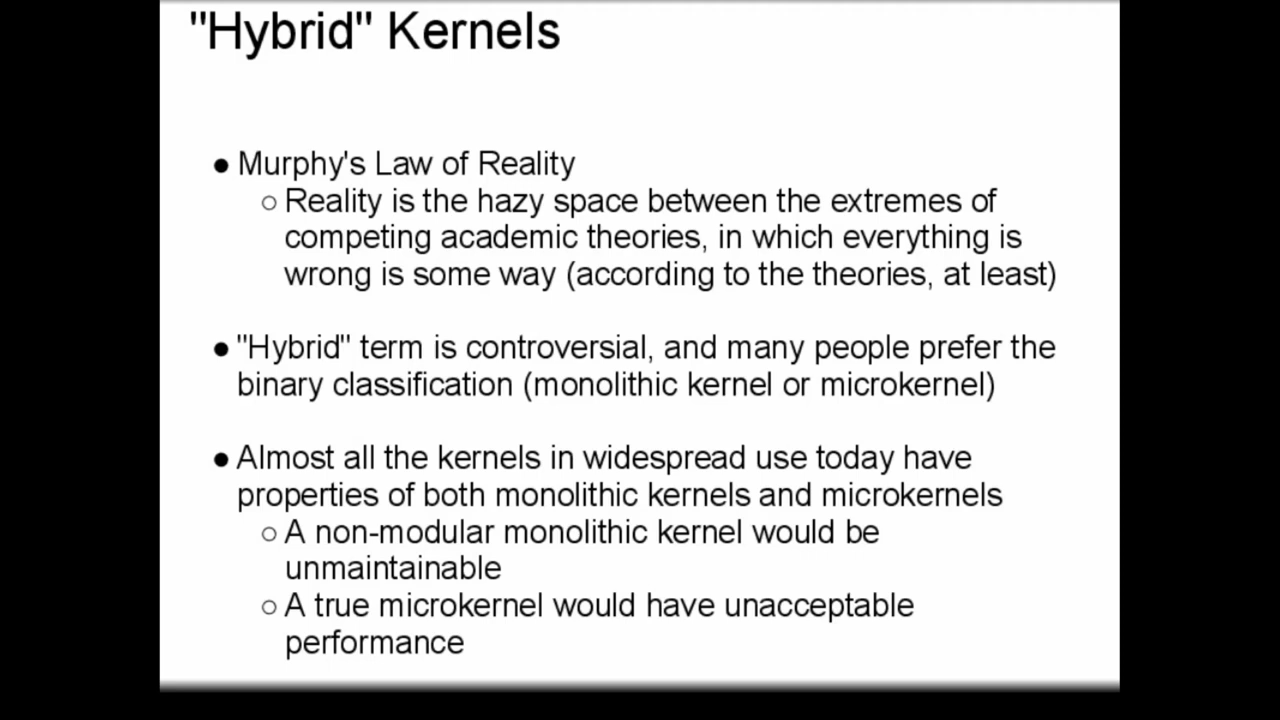 "Hybrid" Kernels
● Murphy's Law of Reality
○ Reality is the hazy space between the extremes of
competing academic theories, in which everything is
wrong is some way (according to the theories, at least)
● "Hybrid" term is controversial, and many people prefer the
binary classification (monolithic kernel or microkernel)
● Almost all the kernels in widespread use today have
properties of both monolithic kernels and microkernels
○ A non-modular monolithic kernel would be
unmaintainable
○ A true microkernel would have unacceptable
performance